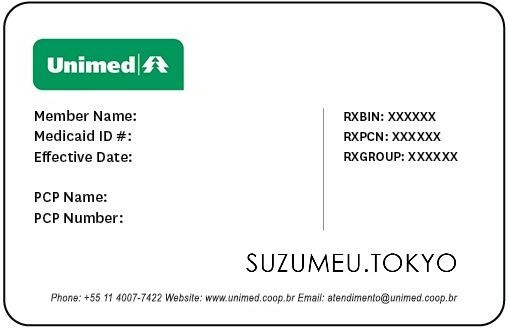 Unimed
Member Name:
Medicaid ID #:
Effective Date:
PCP Name:
PCP Number:
RXBIN: XXXXXX
RXPCN: XXXXXX
RXGROUP: XXXXXX
SUZUMEU.TOKYO
Phone: +55 11 4007-7422 Website: www.unimed.coop.br Email: atendimento@unimed.coop.br